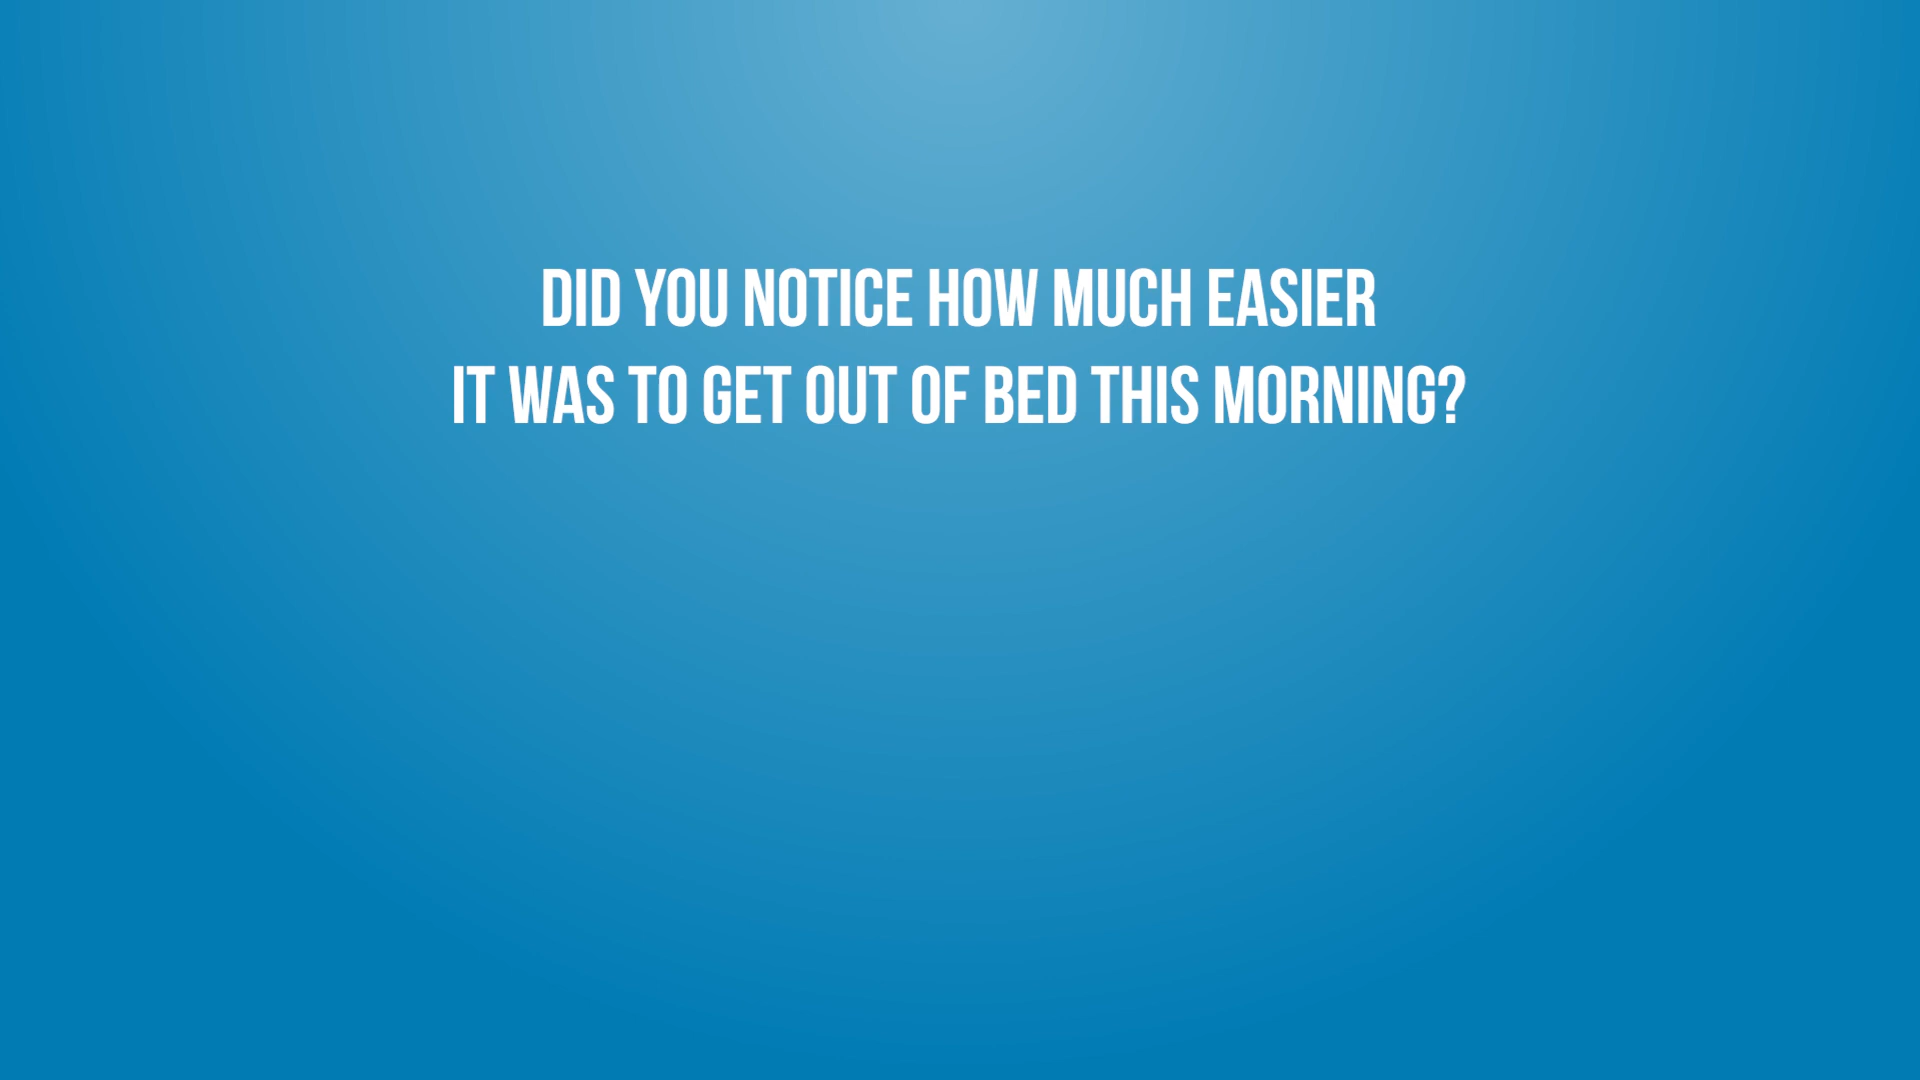 DID YOU NOTICE HOW MUCH EASIER
IT WAS TO GET OUT OF BED THIS MORNING?